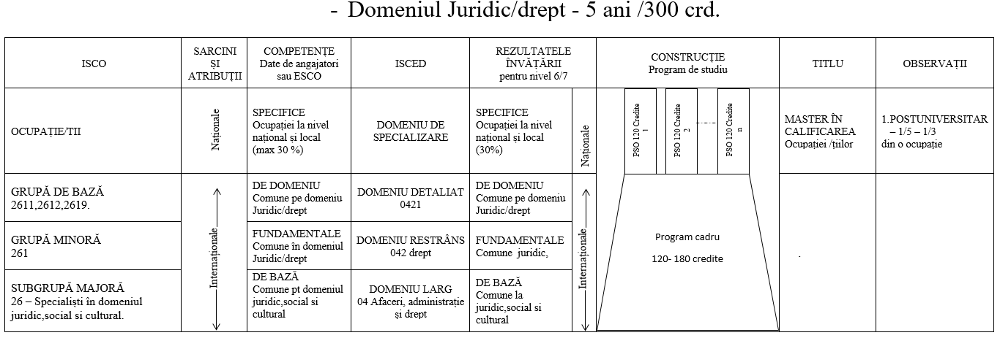 - Domeniul Juridic/drept - 5 ani /300 crd.
ISCO
SARCINI
ȘI
ATRIBUȚII
COMPETENȚE
Date de angajatori
sau ESCO
ISCED
REZULTATELE
ÎNVĂȚĂRII
pentru nivel 6/7
CONSTRUCȚIE
Program de studiu
TITLU
OBSERVAȚII
OCUPAȚIE/TII
Naționale
SPECIFICE
Ocupației la nivel
național și local
(max 30 %)
DOMENIU DE
SPECIALIZARE
SPECIFICE
Ocupației la nivel
național și local
(30%)
Naționale
PSO 120 Credite
1
PSO 120 Credite
2
PSO 120 Credite
n
MASTER ÎN
CALIFICAREA
Ocupației /țiilor
1.POSTUNIVERSITAR
– 1/5 – 1/3
din o ocupație
GRUPĂ DE BAZĂ
2611,2612,2619.
Internaționale
DE DOMENIU
Comune pe domeniu
Juridic/drept
DOMENIU DETALIAT
0421
DE DOMENIU
Comune pe domeniu
Juridic/drept
Internaționale
Program cadru
120- 180 credite
GRUPĂ MINORĂ
261
FUNDAMENTALE
Comune în domeniul
Juridic/drept
DOMENIU RESTRÂNS
042 drept
FUNDAMENTALE
Comune juridic,
.
SUBGRUPĂ MAJORĂ
26 – Specialiști în domeniul
juridic,social si cultural.
DE BAZĂ
Comune pt domeniul
juridic,social si
cultural
DOMENIU LARG
04 Afaceri, administrație
și drept
DE BAZĂ
Comune la
juridic,social si
cultural